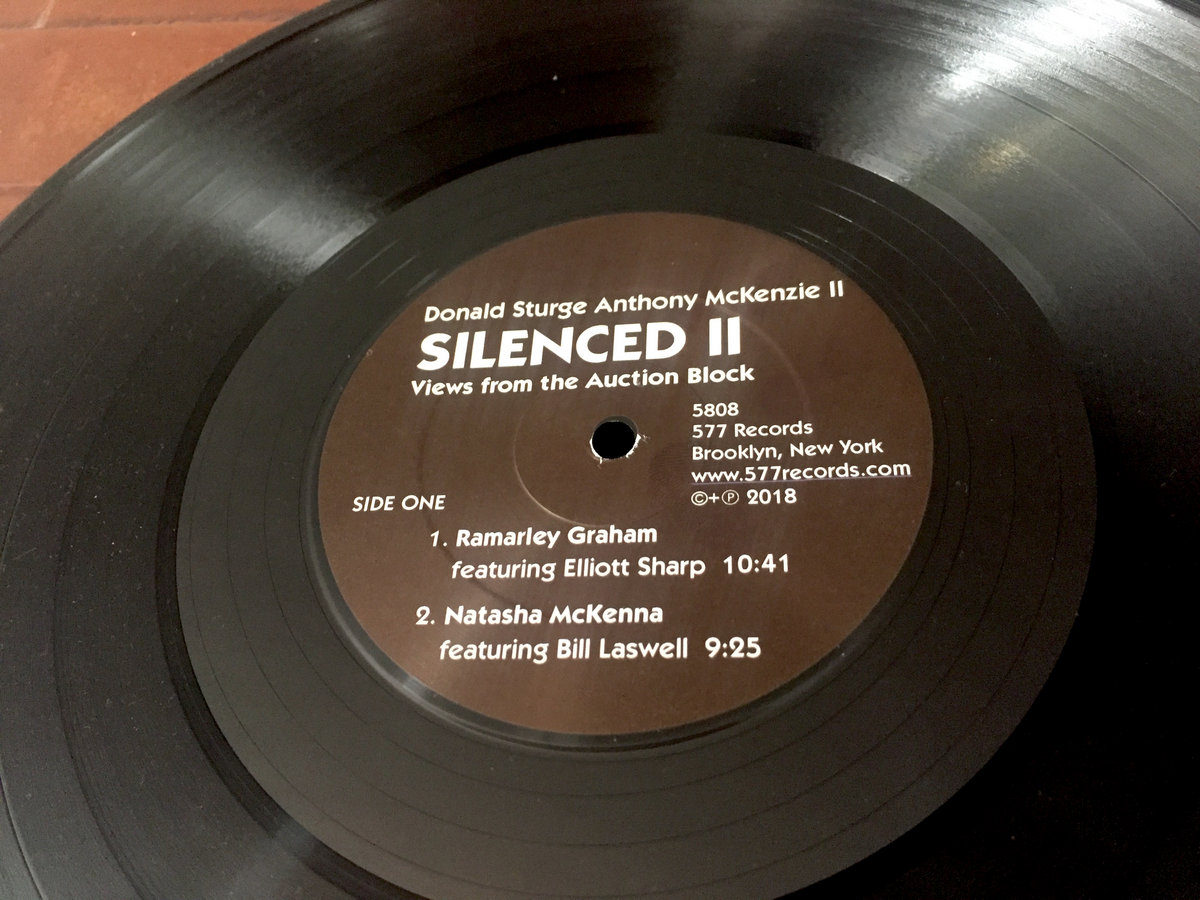 Donald Sturge Anthony McKenzie II
SILENCED II
Views from the Auction Block
5808
577 Records
Brooklyn, New York
www.577records.com
©+℗ 2018
SIDE ONE
1. Ramarley Graham
featuring Elliott Sharp 10:41
2. Natasha McKenna
featuring Bill Laswell 9:25